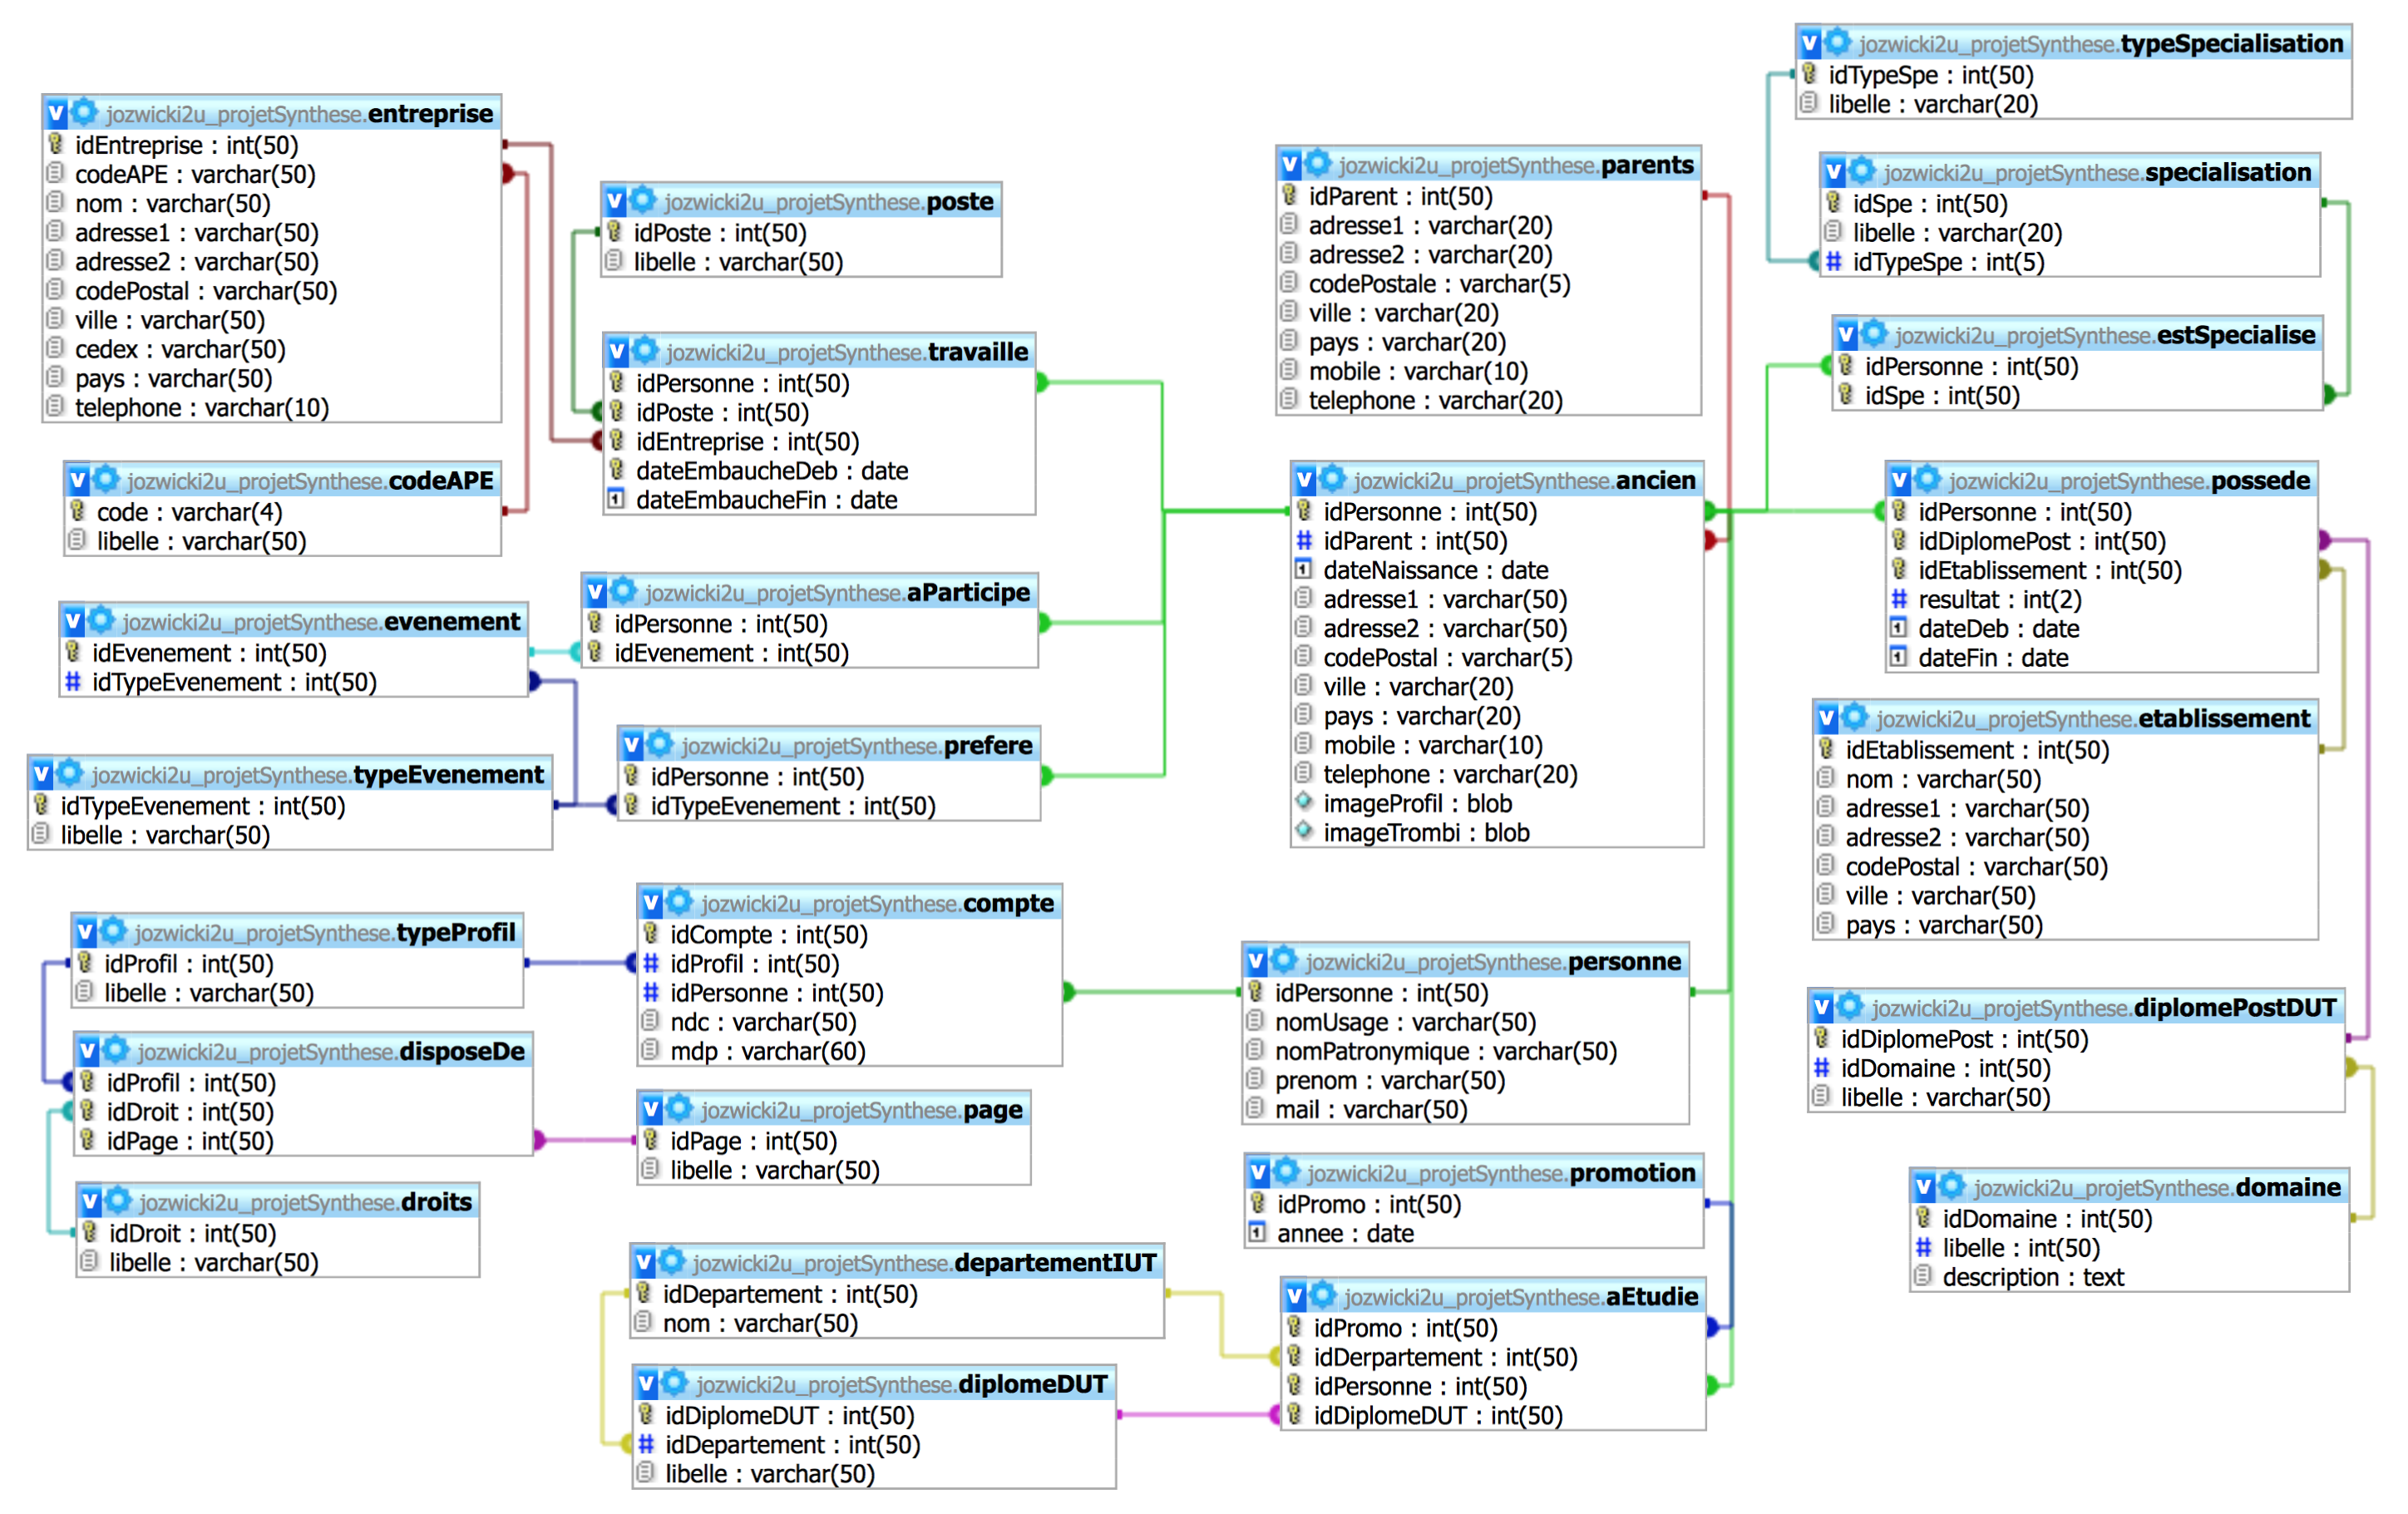 jozwicki2u_projetSynthese.entreprise
idEntreprise : int(50)
codeAPE : varchar(50)
nom : varchar(50)
adresse1 : varchar(50)
adresse2 : varchar(50)
codePostal : varchar(50)
ville : varchar(50)
cedex : varchar(50)
pays : varchar(50)
telephone : varchar(10)
jozwicki2u_projetSynthese.codeAPE
code : varchar(4)
libelle : varchar(50)
jozwicki2u_projetSynthese.evenement
idEvenement : int(50)
idTypeEvenement : int(50)
jozwicki2u_projetSynthese.typeEvenement
idTypeEvenement : int(50)
libelle : varchar(50)
jozwicki2u_projetSynthese.typeProfil
idProfil : int(50)
libelle : varchar(50)
jozwicki2u_projetSynthese.disposeDe
idProfil : int(50)
idDroit : int(50)
idPage : int(50)
jozwicki2u_projetSynthese.droits
idDroit : int(50)
libelle : varchar(50)
jozwicki2u_projetSynthese.poste
idPoste : int(50)
libelle : varchar(50)
jozwicki2u_projetSynthese.travaille
idPersonne : int(50)
idPoste : int(50)
idEntreprise : int(50)
dateEmbaucheDeb : date
dateEmbaucheFin : date
jozwicki2u_projetSynthese.aParticipe
idPersonne : int(50)
idEvenement : int(50)
jozwicki2u_projetSynthese.prefere
idPersonne : int(50)
idTypeEvenement : int(50)
jozwicki2u_projetSynthese.compte
idCompte : int(50)
idProfil : int(50)
idPersonne : int(50)
ndc : varchar(50)
mdp : varchar(60)
jozwicki2u_projetSynthese.page
idPage : int(50)
libelle : varchar(50)
jozwicki2u_projetSynthese.departementIUT
idDepartement : int(50)
nom : varchar(50)
jozwicki2u_projetSynthese.diplomeDUT
idDiplomeDUT : int(50)
idDepartement : int(50)
libelle : varchar(50)
jozwicki2u_projetSynthese.parents
idParent : int(50)
adresse1 : varchar(20)
adresse2 : varchar(20)
codePostale : varchar(5)
ville : varchar(20)
pays : varchar(20)
mobile : varchar(10)
telephone : varchar(20)
jozwicki2u_projetSynthese.ancien
idPersonne : int(50)
idParent : int(50)
dateNaissance : date
adresse1 : varchar(50)
adresse2 : varchar(50)
codePostal : varchar(5)
ville : varchar(20)
pays : varchar(20)
mobile : varchar(10)
telephone : varchar(20)
imageProfil : blob
imageTrombi : blob
jozwicki2u_projetSynthese.personne
idPersonne : int(50)
nomUsage : varchar(50)
nomPatronymique : varchar(50)
prenom : varchar(50)
mail : varchar(50)
jozwicki2u_projetSynthese.promotion
idPromo : int(50)
annee : date
jozwicki2u_projetSynthese.aEtudie
idPromo : int(50)
idDerpartement : int(50)
idPersonne : int(50)
idDiplomeDUT : int(50)
jozwicki2u_projetSynthese.typeSpecialisation
idTypeSpe : int(50)
libelle : varchar(20)
jozwicki2u_projetSynthese.specialisation
idSpe : int(50)
libelle : varchar(20)
idTypeSpe : int(5)
jozwicki2u_projetSynthese.estSpecialise
idPersonne : int(50)
idSpe : int(50)
jozwicki2u_projetSynthese.possede
idPersonne : int(50)
idDiplomePost : int(50)
idEtablissement : int(50)
resultat : int(2)
dateDeb : date
dateFin : date
jozwicki2u_projetSynthese.etablissement
idEtablissement : int(50)
nom : varchar(50)
adresse1 : varchar(50)
adresse2 : varchar(50)
codePostal : varchar(50)
ville : varchar(50)
pays : varchar(50)
jozwicki2u_projetSynthese.diplomePostDUT
idDiplomePost : int(50)
idDomaine : int(50)
libelle : varchar(50)
jozwicki2u_projetSynthese.domaine
idDomaine : int(50)
libelle : int(50)
description : text